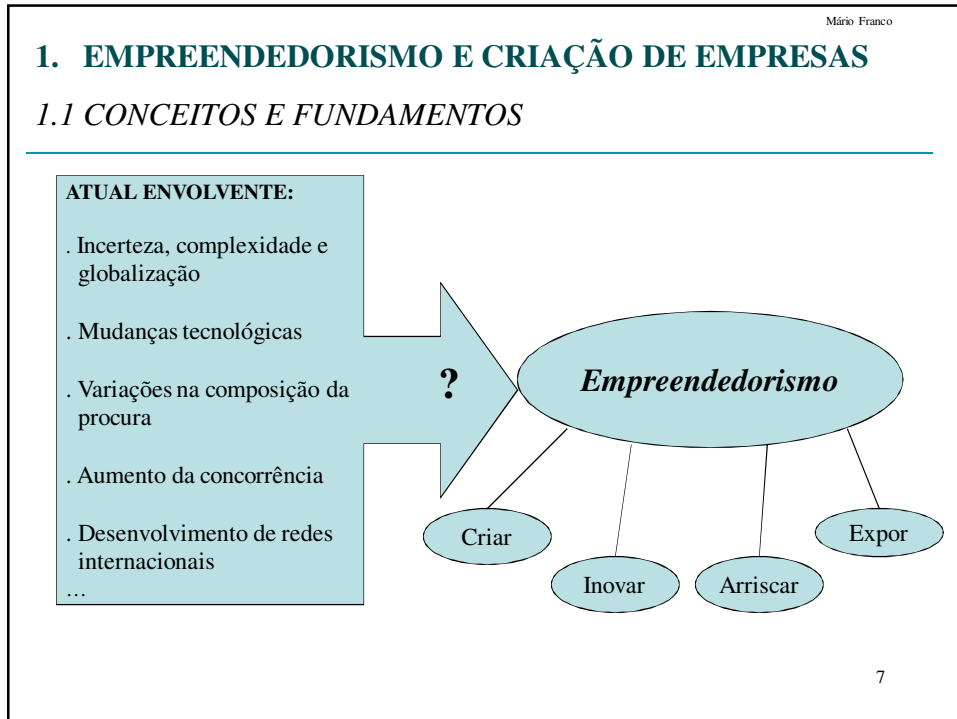 Mário Franco
1. EMPREENDEDORISMO E CRIAÇÃO DE EMPRESAS
1.1 CONCEITOS E FUNDAMENTOS
ATUAL ENVOLVENTE:
. Incerteza, complexidade e
globalização
. Mudanças tecnológicas
. Variações na composição da
procura
. Aumento da concorrência
. Desenvolvimento de redes
internacionais
...
?
Empreendedorismo
Criar
Inovar
Arriscar
Expor
7